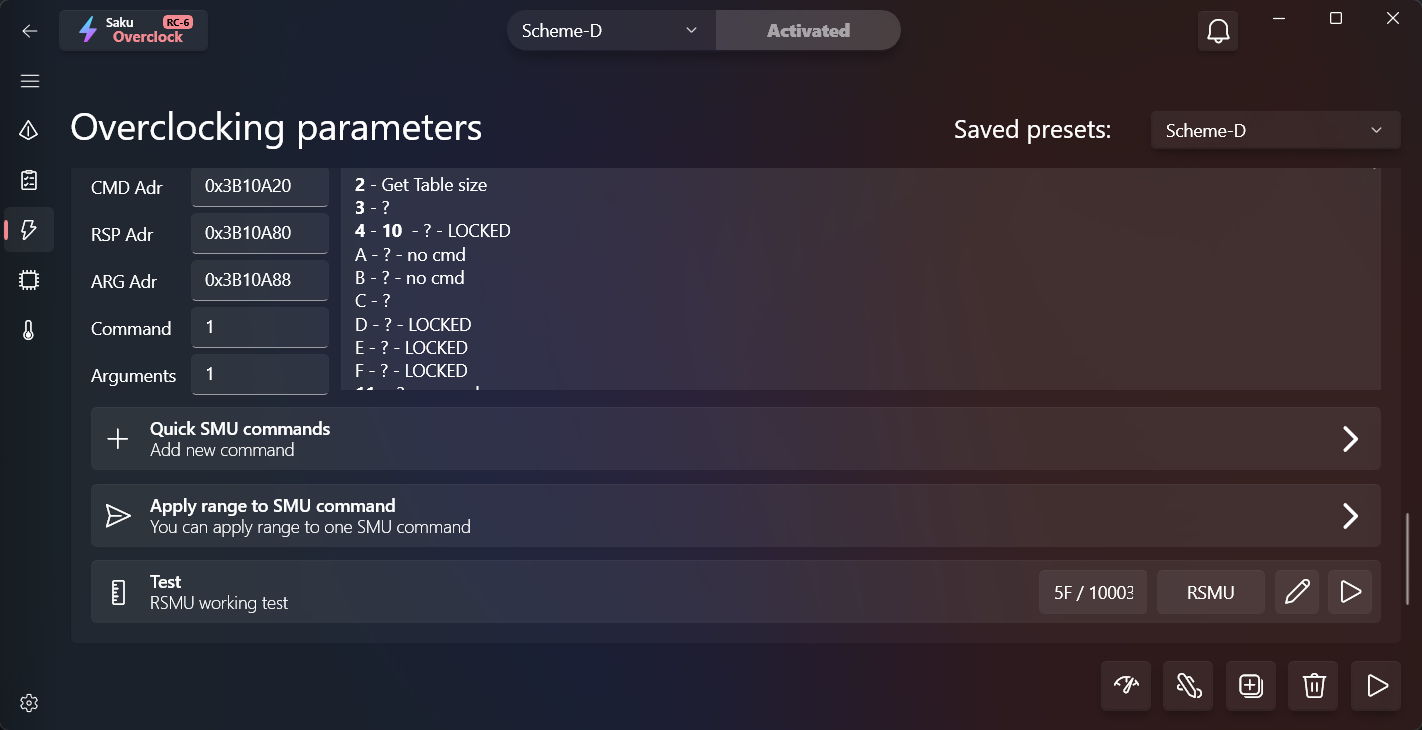 Saku RC-6
Overclock
Scheme-D
Activated
Overclocking parameters
Saved presets:
Scheme-D
CMD Adr 0x3B10A20
RSP Adr 0x3B10A80
ARG Adr 0x3B10A88
Command 1
Arguments 1
2 - Get Table size
3 - ?
4 - 10 - ? - LOCKED
A - ? - no cmd
B - ? - no cmd
C - ?
D - ? - LOCKED
E - ? - LOCKED
F - ? - LOCKED
Quick SMU commands
Add new command
Apply range to SMU command
You can apply range to one SMU command
Test
RSMU working test
5F / 10003
RSMU